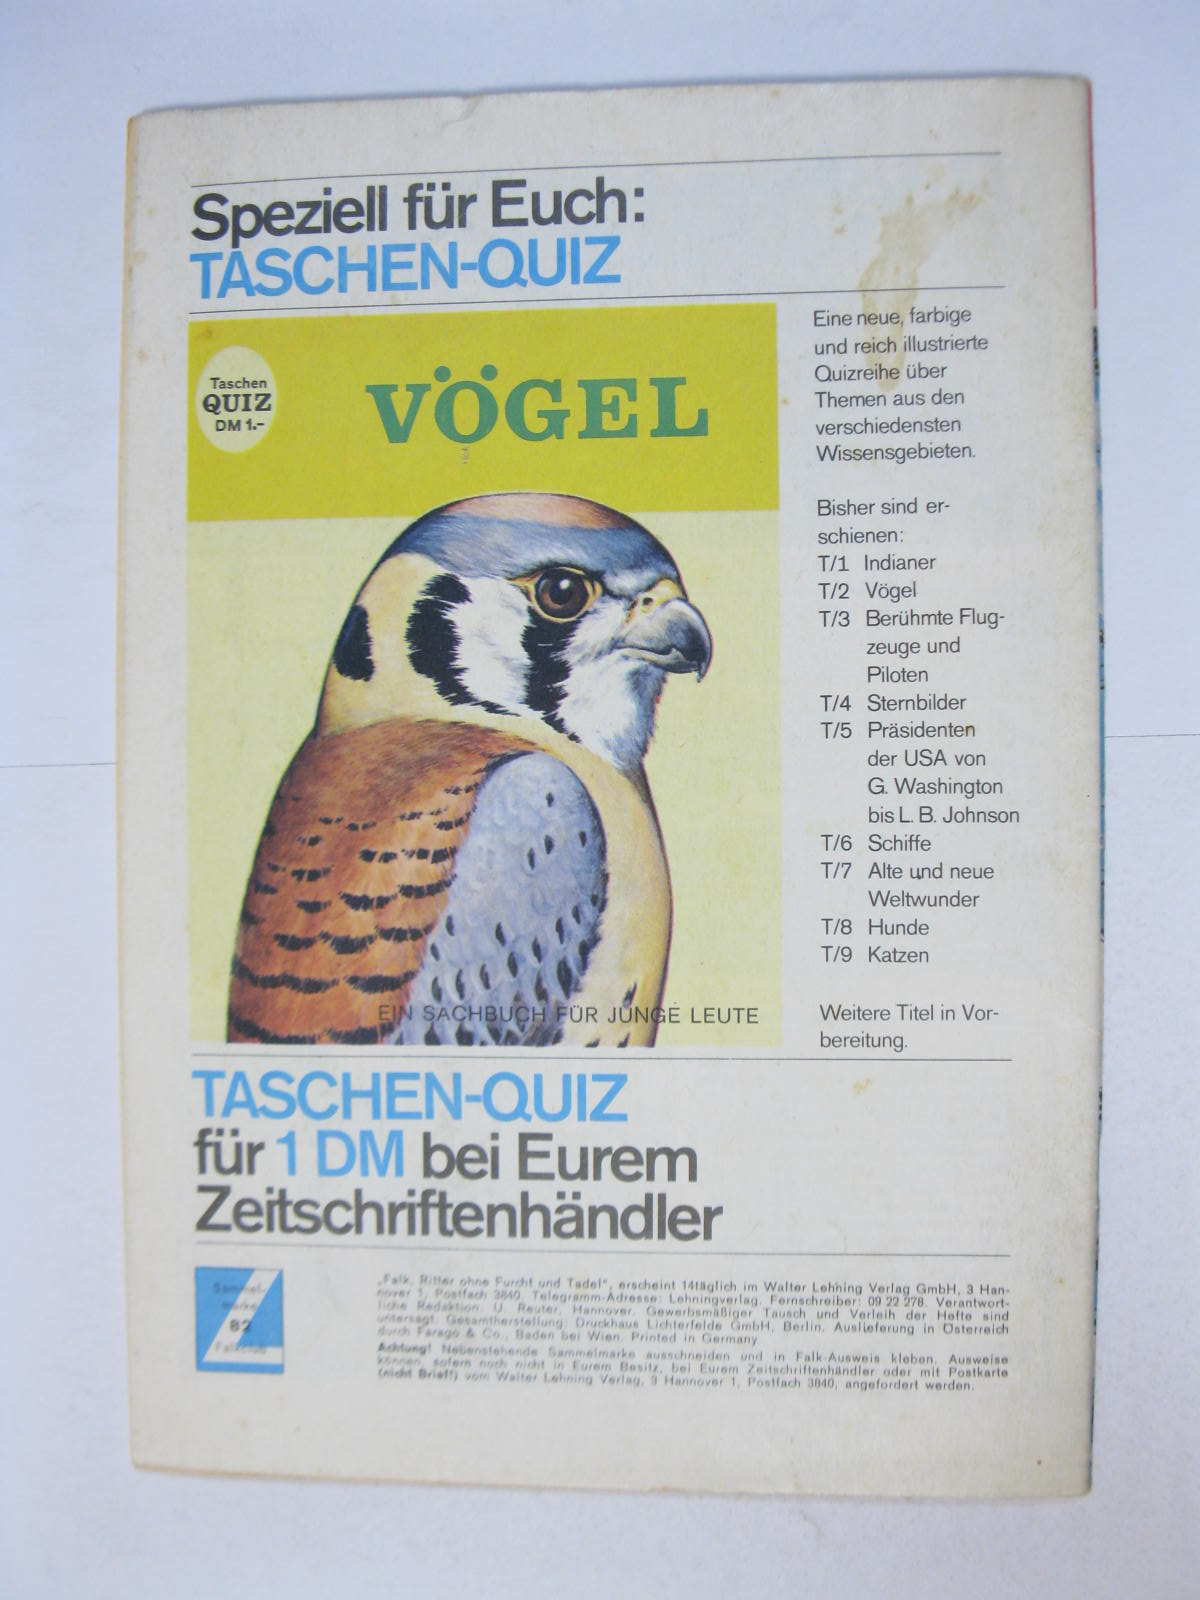 Speziell für Euch:
TASCHEN-QUIZ
Taschen
QUIZ
DM 1.-
VÖGEL
EIN SACHBUCH FÜR JUNGE LEUTE
Eine neue, farbige
und reich illustrierte
Quizreihe über
Themen aus den
verschiedensten
Wissensgebieten.
Bisher sind er-
schienen:
T/1 Indianer
T/2 Vögel
T/3 Berühmte Flug-
zeuge und
Piloten
T/4 Sternbilder
T/5 Präsidenten
der USA von
G. Washington
bis L. B. Johnson
T/6 Schiffe
T/7 Alte und neue
Weltwunder
T/8 Hunde
T/9 Katzen
Weitere Titel in Vor-
bereitung.
TASCHEN-QUIZ
für 1 DM bei Eurem
Zeitschriftenhändler
Sammel-
marke
82
Falkclub
„Falk, Ritter ohne Furcht und Tadel“, erscheint 14täglich im Walter Lehning Verlag GmbH, 3 Han-
nover 1, Postfach 3840. Telegramm-Adresse: Lehningverlag. Fernschreiber: 09 22 278. Verantwort-
liche Redaktion: U. Reuter, Hannover. Gewerbsmäßiger Tausch und Verleih der Hefte sind
untersagt. Gesamtherstellung: Druckhaus Lichterfelde GmbH, Berlin. Auslieferung in Österreich
durch Farago & Co., Baden bei Wien. Printed in Germany
Achtung! Nebenstehende Sammelmarke ausschneiden und in Falk-Ausweis kleben. Ausweise
können, sofern noch nicht in Eurem Besitz, bei Eurem Zeitschriftenhändler oder mit Postkarte
(nicht Brief!) vom Walter Lehning Verlag, 3 Hannover 1, Postfach 3840, angefordert werden.